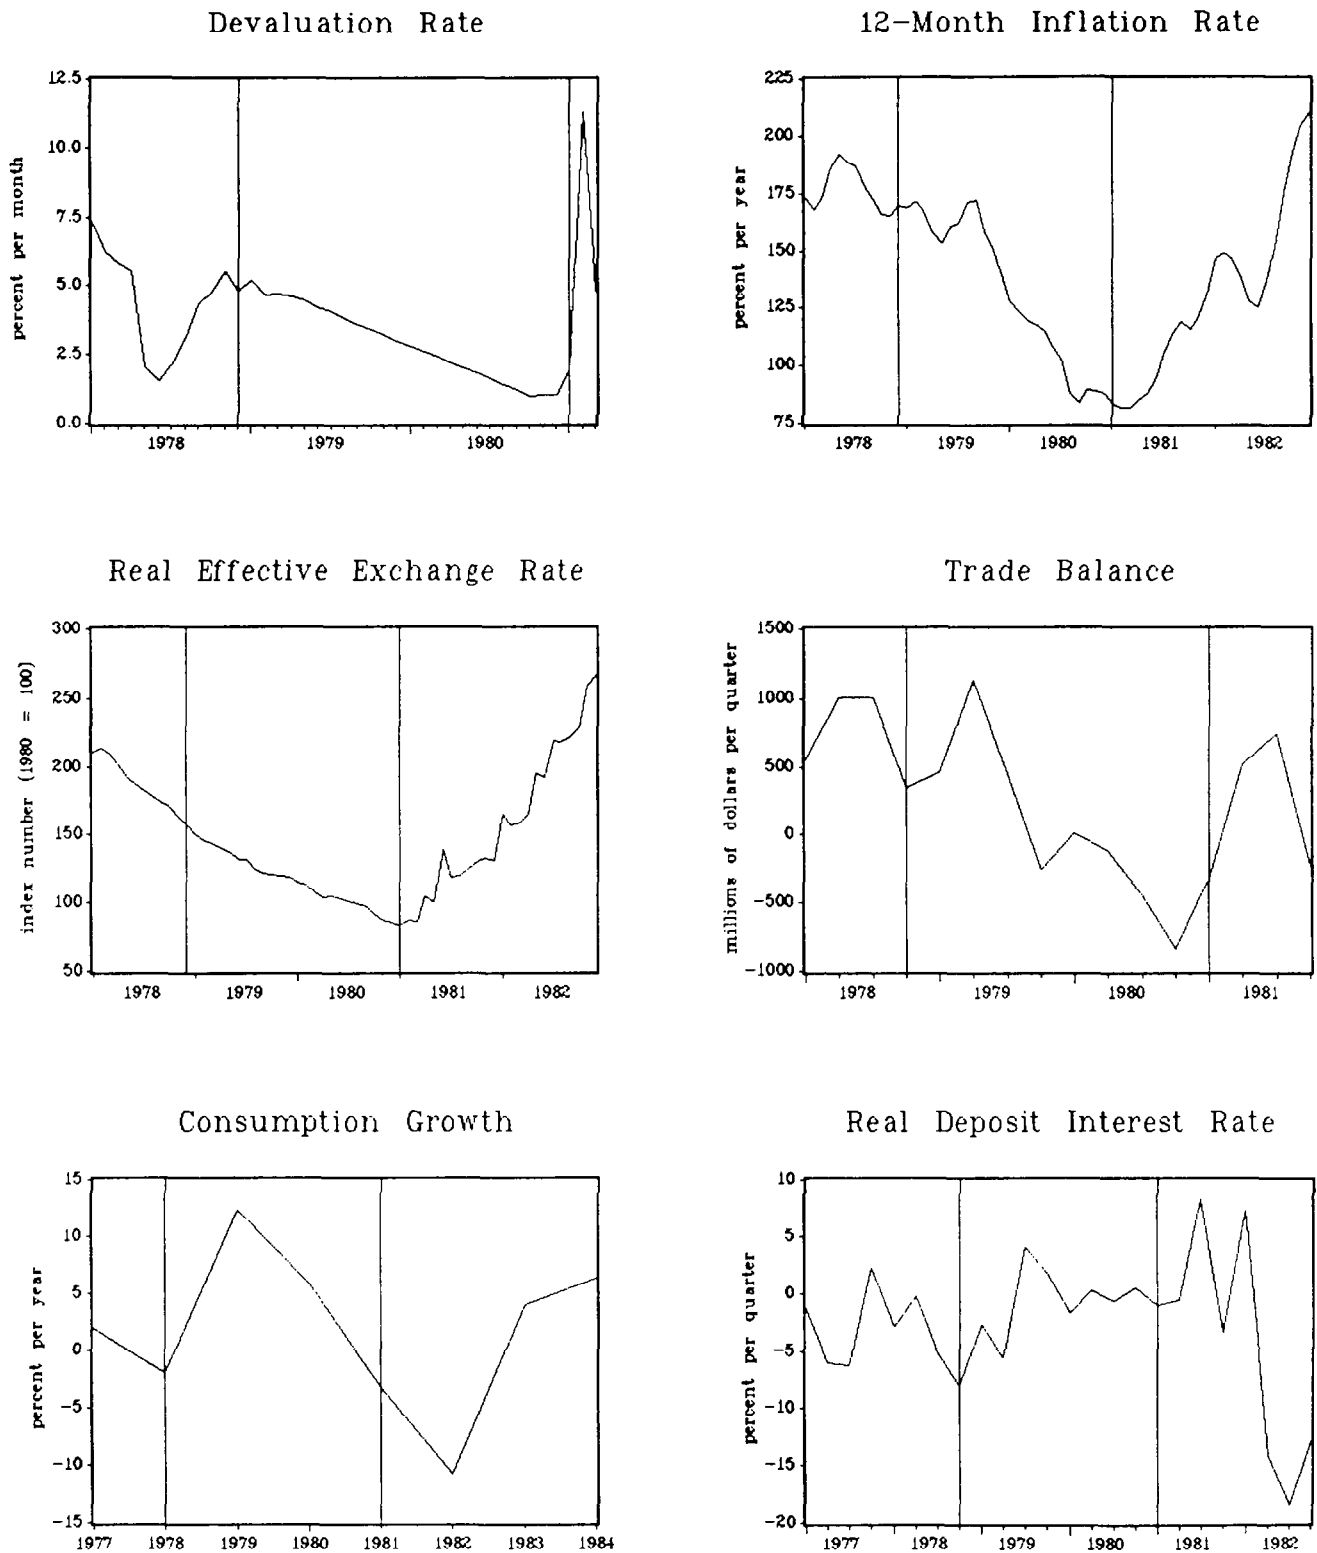 Devaluation Rate
percent per month
12.5
10.0
7.5
5.0
2.5
0.0
1978 1979 1980
12-Month Inflation Rate
percent per year
225
200
175
150
125
100
75
1978 1979 1980 1981 1982
Real Effective Exchange Rate
index number (1980 = 100)
300
250
200
150
100
50
1978 1979 1980 1981 1982
Trade Balance
millions of dollars per quarter
1500
1000
500
0
-500
-1000
1978 1979 1980 1981
Consumption Growth
percent per year
15
10
5
0
-5
-10
-15
1977 1978 1979 1980 1981 1982 1983 1984
Real Deposit Interest Rate
percent per quarter
10
5
0
-5
-10
-15
-20
1977 1978 1979 1980 1981 1982